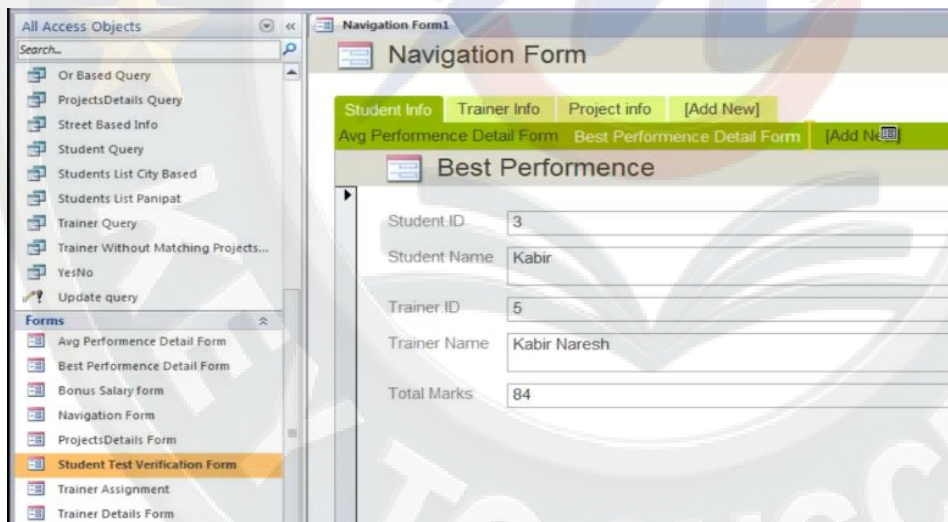 All Access Objects
Search...
Or Based Query
ProjectsDetails Query
Street Based Info
Student Query
Students List City Based
Students List Panipat
Trainer Query
Trainer Without Matching Projects...
YesNo
Update query
Forms
Avg Performence Detail Form
Best Performence Detail Form
Bonus Salary form
Navigation Form
ProjectsDetails Form
Student Test Verification Form
Trainer Assignment
Trainer Details Form
Navigation Form1
Navigation Form
Student Info Trainer Info Project info [Add New]
Avg Performence Detail Form Best Performence Detail Form [Add New]
Best Performence
Student ID 3
Student Name Kabir
Trainer ID 5
Trainer Name Kabir Naresh
Total Marks 84